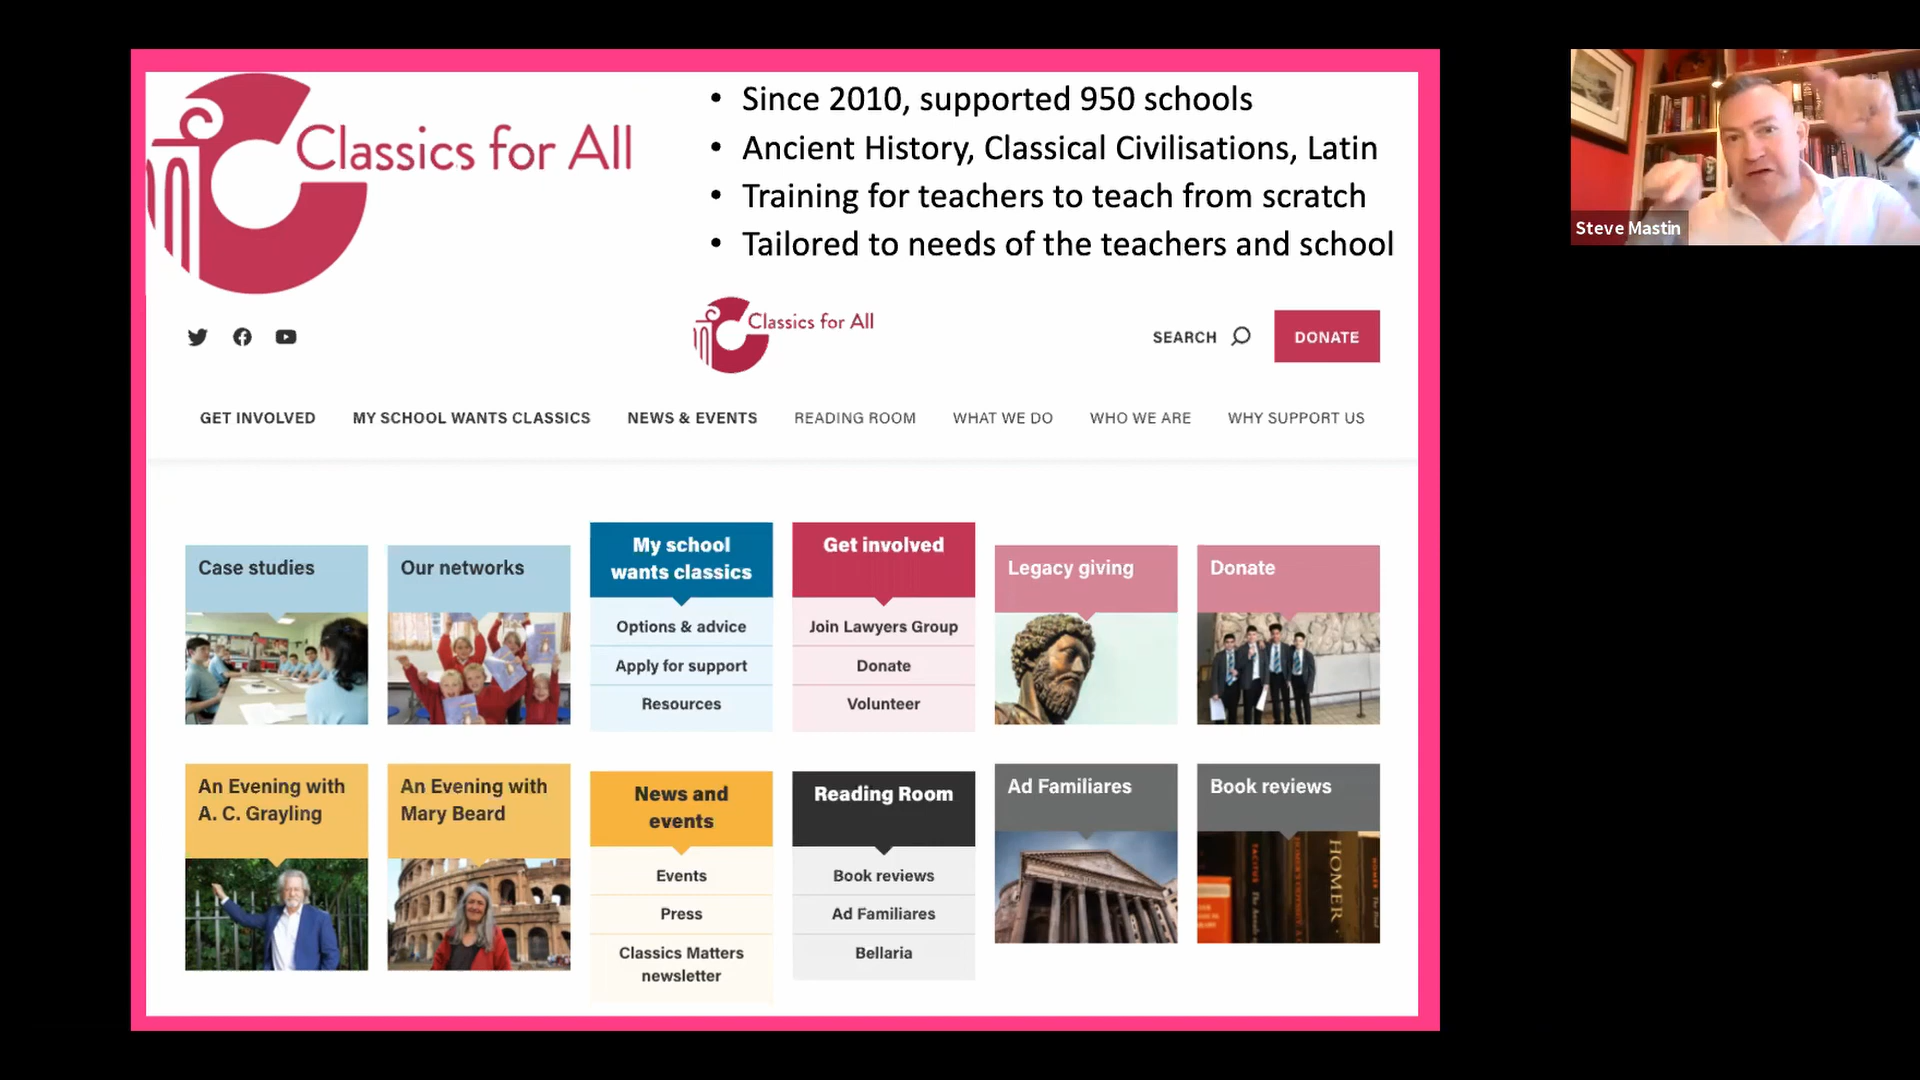 Classics for All
• Since 2010, supported 950 schools
• Ancient History, Classical Civilisations, Latin
• Training for teachers to teach from scratch
• Tailored to needs of the teachers and school
Steve Mastin
Classics for All
SEARCH
DONATE
GET INVOLVED
MY SCHOOL WANTS CLASSICS
NEWS & EVENTS
READING ROOM
WHAT WE DO
WHO WE ARE
WHY SUPPORT US
Case studies
Our networks
My school
wants classics
Options & advice
Apply for support
Resources
Get involved
Join Lawyers Group
Donate
Volunteer
Legacy giving
Donate
An Evening with
A. C. Grayling
An Evening with
Mary Beard
News and
events
Events
Press
Classics Matters
newsletter
Reading Room
Book reviews
Ad Familiares
Bellaria
Ad Familiares
Book reviews
TACITUS
HOMER